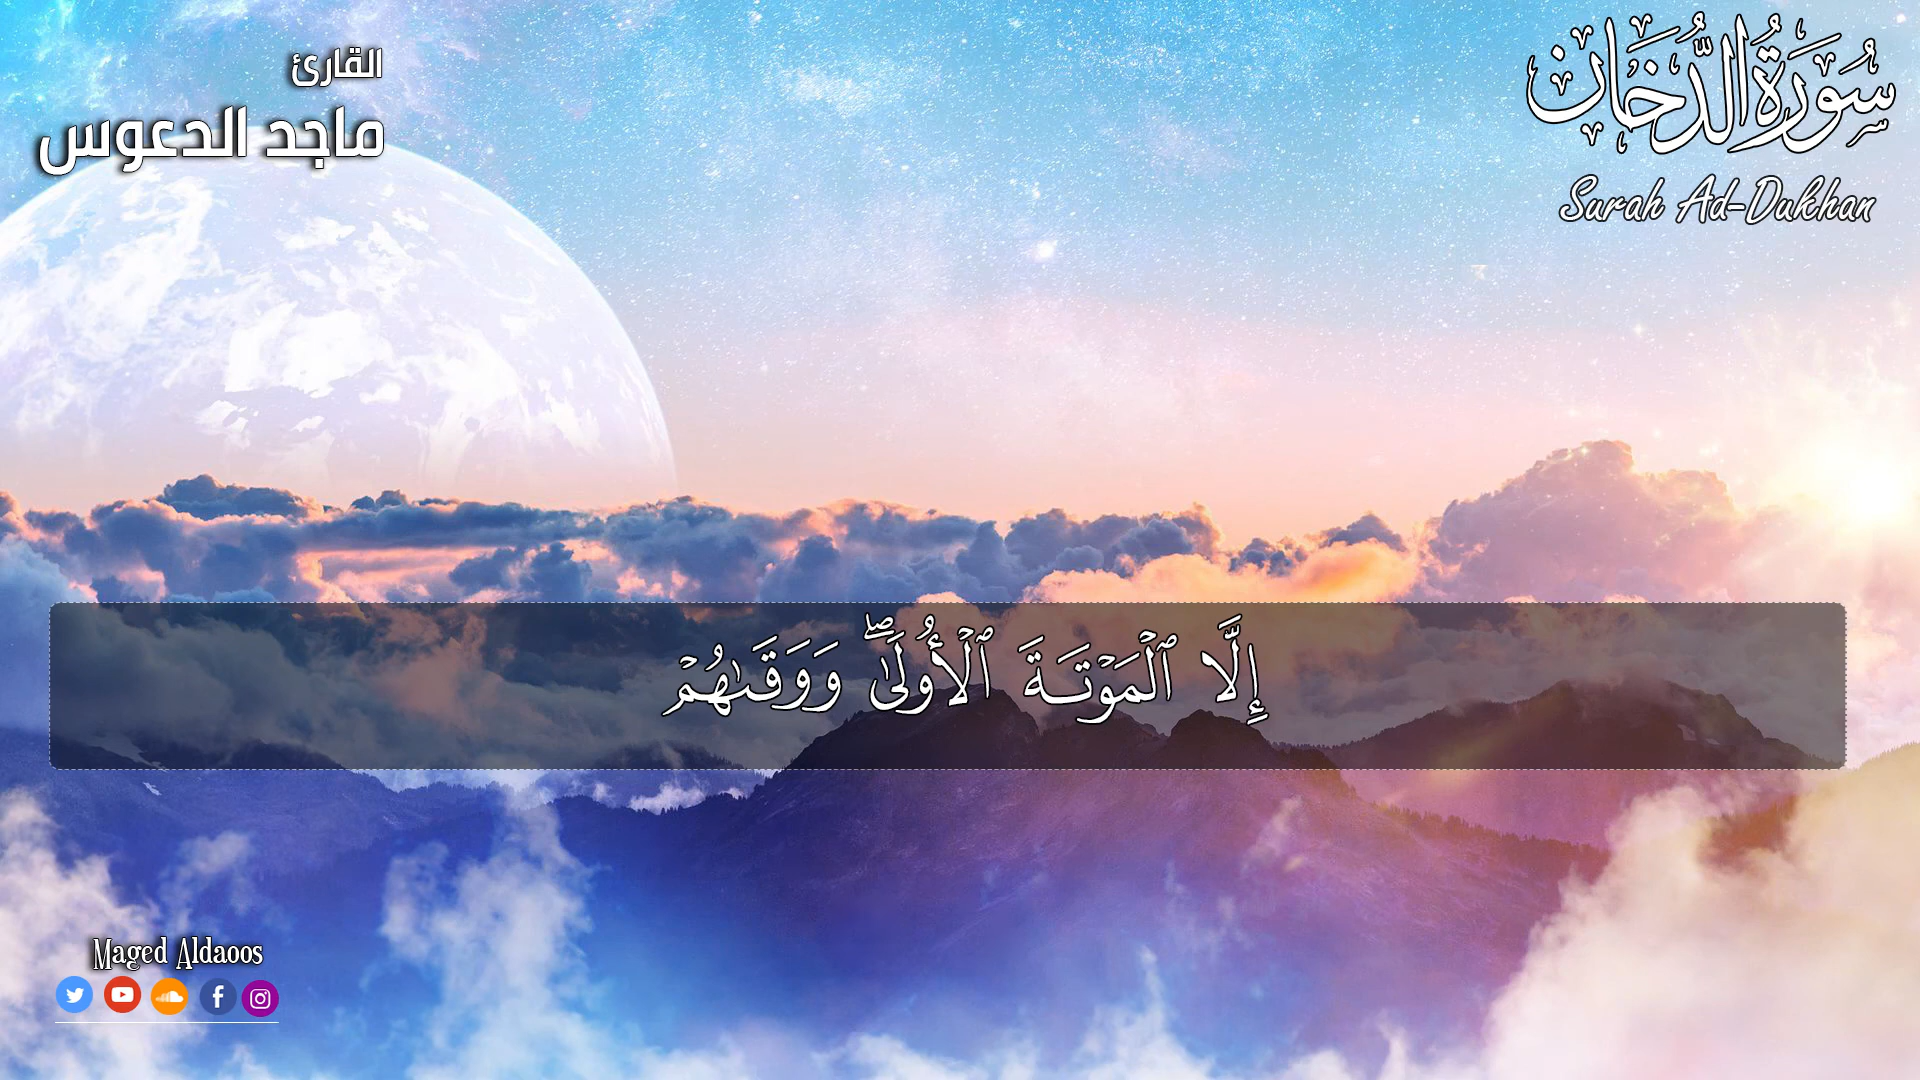 سُورَةُ الدُّخَانِ
Surah Ad-Dukhan
القارئ
ماجد الدعوس
إِلَّا ٱلْمَوْتَةَ ٱلْأُولَىٰ ۖ وَوَقَىٰهُمْ
Maged Aldaoos